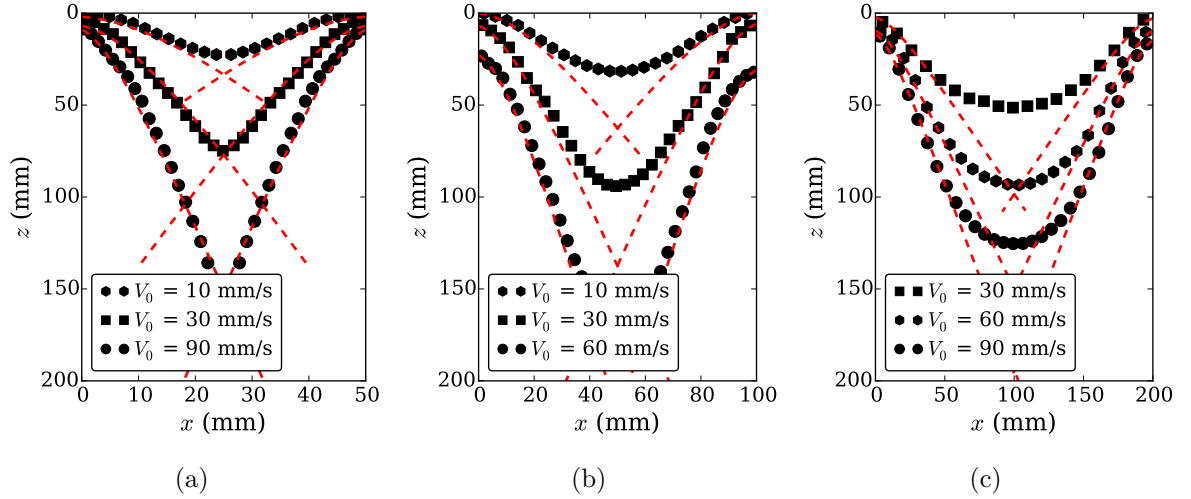 0
50
100
150
200
z (mm)
0 10 20 30 40 50
x (mm)
V₀ = 10 mm/s
V₀ = 30 mm/s
V₀ = 90 mm/s
(a)
0
50
100
150
200
z (mm)
0 20 40 60 80 100
x (mm)
V₀ = 10 mm/s
V₀ = 30 mm/s
V₀ = 60 mm/s
(b)
0
50
100
150
200
z (mm)
0 50 100 150 200
x (mm)
V₀ = 30 mm/s
V₀ = 60 mm/s
V₀ = 90 mm/s
(c)